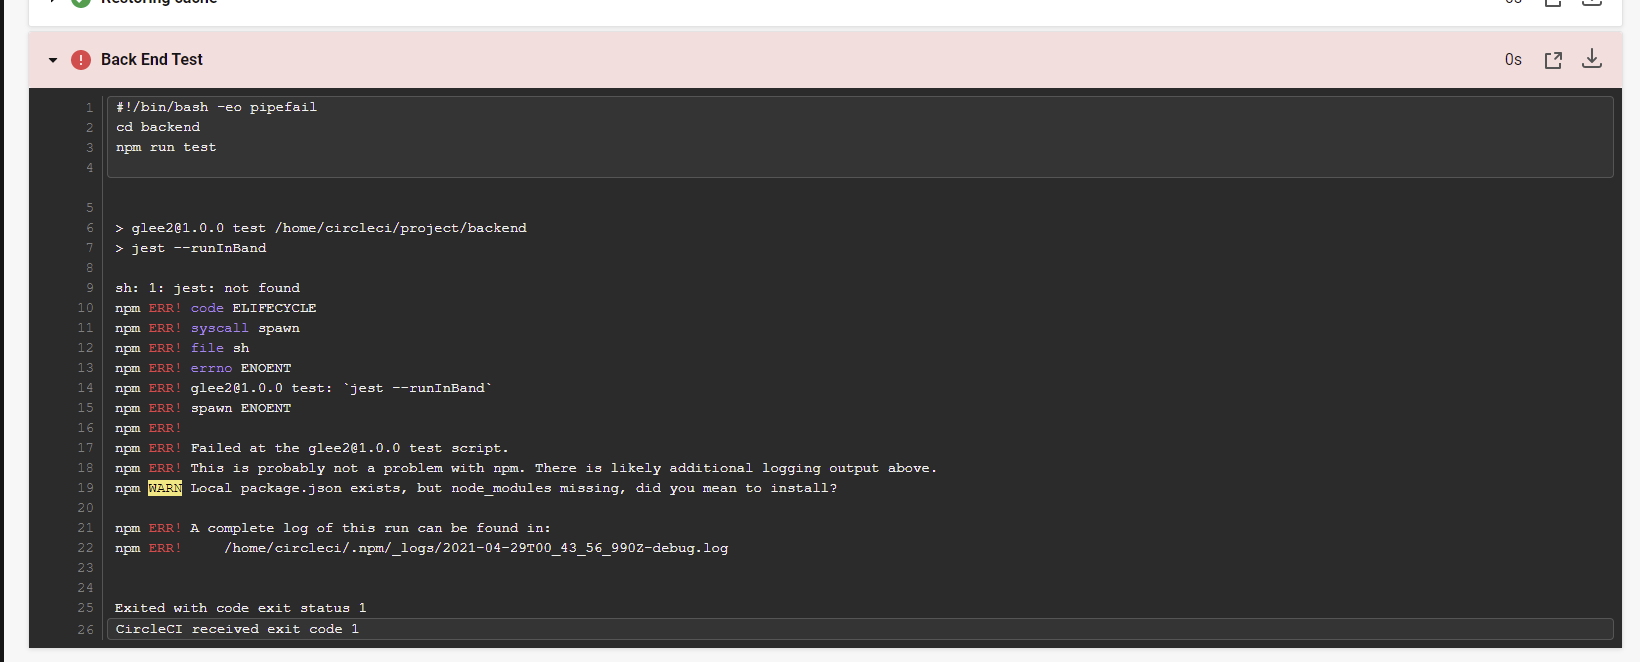 Restoring cache
0s
Back End Test
0s
1 #!/bin/bash -eo pipefail
2 cd backend
3 npm run test
4
5
6 > glee2@1.0.0 test /home/circleci/project/backend
7 > jest --runInBand
8
9 sh: 1: jest: not found
10 npm ERR! code ELIFECYCLE
11 npm ERR! syscall spawn
12 npm ERR! file sh
13 npm ERR! errno ENOENT
14 npm ERR! glee2@1.0.0 test: `jest --runInBand`
15 npm ERR! spawn ENOENT
16 npm ERR!
17 npm ERR! Failed at the glee2@1.0.0 test script.
18 npm ERR! This is probably not a problem with npm. There is likely additional logging output above.
19 npm WARN Local package.json exists, but node_modules missing, did you mean to install?
20
21 npm ERR! A complete log of this run can be found in:
22 npm ERR!     /home/circleci/.npm/_logs/2021-04-29T00_43_56_990Z-debug.log
23
24
25 Exited with code exit status 1
26 CircleCI received exit code 1